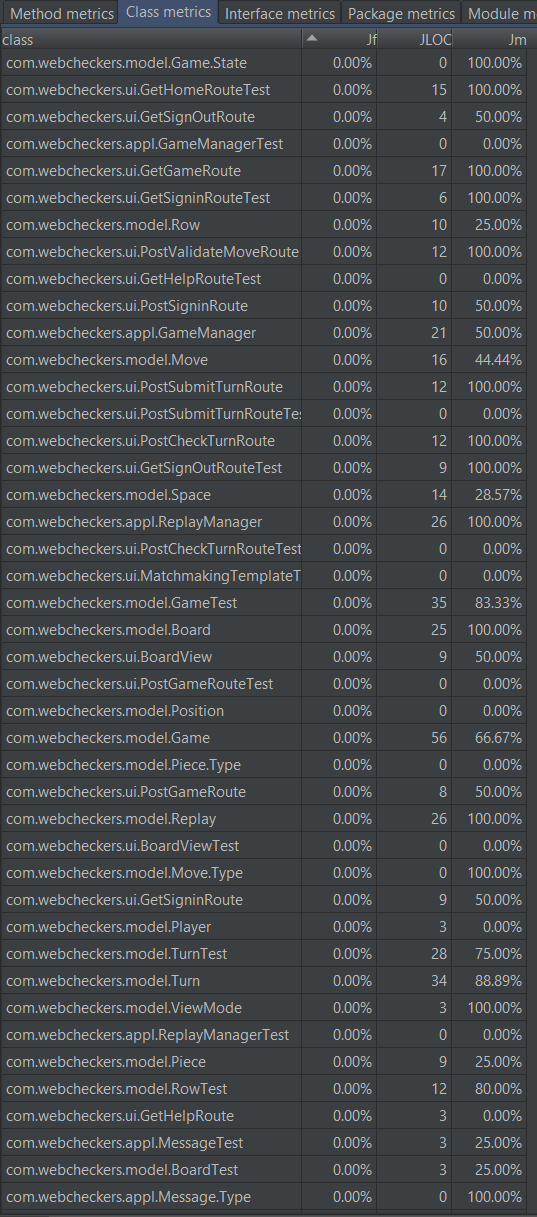 Method metrics Class metrics Interface metrics Package metrics Module m
class Jf JLOC Jm
com.webcheckers.model.Game.State 0.00% 0 100.00%
com.webcheckers.ui.GetHomeRouteTest 0.00% 15 100.00%
com.webcheckers.ui.GetSignOutRoute 0.00% 4 50.00%
com.webcheckers.appl.GameManagerTest 0.00% 0 0.00%
com.webcheckers.ui.GetGameRoute 0.00% 17 100.00%
com.webcheckers.ui.GetSigninRouteTest 0.00% 6 100.00%
com.webcheckers.model.Row 0.00% 10 25.00%
com.webcheckers.ui.PostValidateMoveRoute 0.00% 12 100.00%
com.webcheckers.ui.GetHelpRouteTest 0.00% 0 0.00%
com.webcheckers.ui.PostSigninRoute 0.00% 10 50.00%
com.webcheckers.appl.GameManager 0.00% 21 50.00%
com.webcheckers.model.Move 0.00% 16 44.44%
com.webcheckers.ui.PostSubmitTurnRoute 0.00% 12 100.00%
com.webcheckers.ui.PostSubmitTurnRouteTes 0.00% 0 0.00%
com.webcheckers.ui.PostCheckTurnRoute 0.00% 12 100.00%
com.webcheckers.ui.GetSignOutRouteTest 0.00% 9 100.00%
com.webcheckers.model.Space 0.00% 14 28.57%
com.webcheckers.appl.ReplayManager 0.00% 26 100.00%
com.webcheckers.ui.PostCheckTurnRouteTest 0.00% 0 0.00%
com.webcheckers.ui.MatchmakingTemplateT 0.00% 0 0.00%
com.webcheckers.model.GameTest 0.00% 35 83.33%
com.webcheckers.model.Board 0.00% 25 100.00%
com.webcheckers.ui.BoardView 0.00% 9 50.00%
com.webcheckers.ui.PostGameRouteTest 0.00% 0 0.00%
com.webcheckers.model.Position 0.00% 0 0.00%
com.webcheckers.model.Game 0.00% 56 66.67%
com.webcheckers.model.Piece.Type 0.00% 0 0.00%
com.webcheckers.ui.PostGameRoute 0.00% 8 50.00%
com.webcheckers.model.Replay 0.00% 26 100.00%
com.webcheckers.ui.BoardViewTest 0.00% 0 0.00%
com.webcheckers.model.Move.Type 0.00% 0 100.00%
com.webcheckers.ui.GetSigninRoute 0.00% 9 50.00%
com.webcheckers.model.Player 0.00% 3 0.00%
com.webcheckers.model.TurnTest 0.00% 28 75.00%
com.webcheckers.model.Turn 0.00% 34 88.89%
com.webcheckers.model.ViewMode 0.00% 3 100.00%
com.webcheckers.appl.ReplayManagerTest 0.00% 0 0.00%
com.webcheckers.model.Piece 0.00% 9 25.00%
com.webcheckers.model.RowTest 0.00% 12 80.00%
com.webcheckers.ui.GetHelpRoute 0.00% 3 0.00%
com.webcheckers.appl.MessageTest 0.00% 3 25.00%
com.webcheckers.model.BoardTest 0.00% 3 25.00%
com.webcheckers.appl.Message.Type 0.00% 0 100.00%